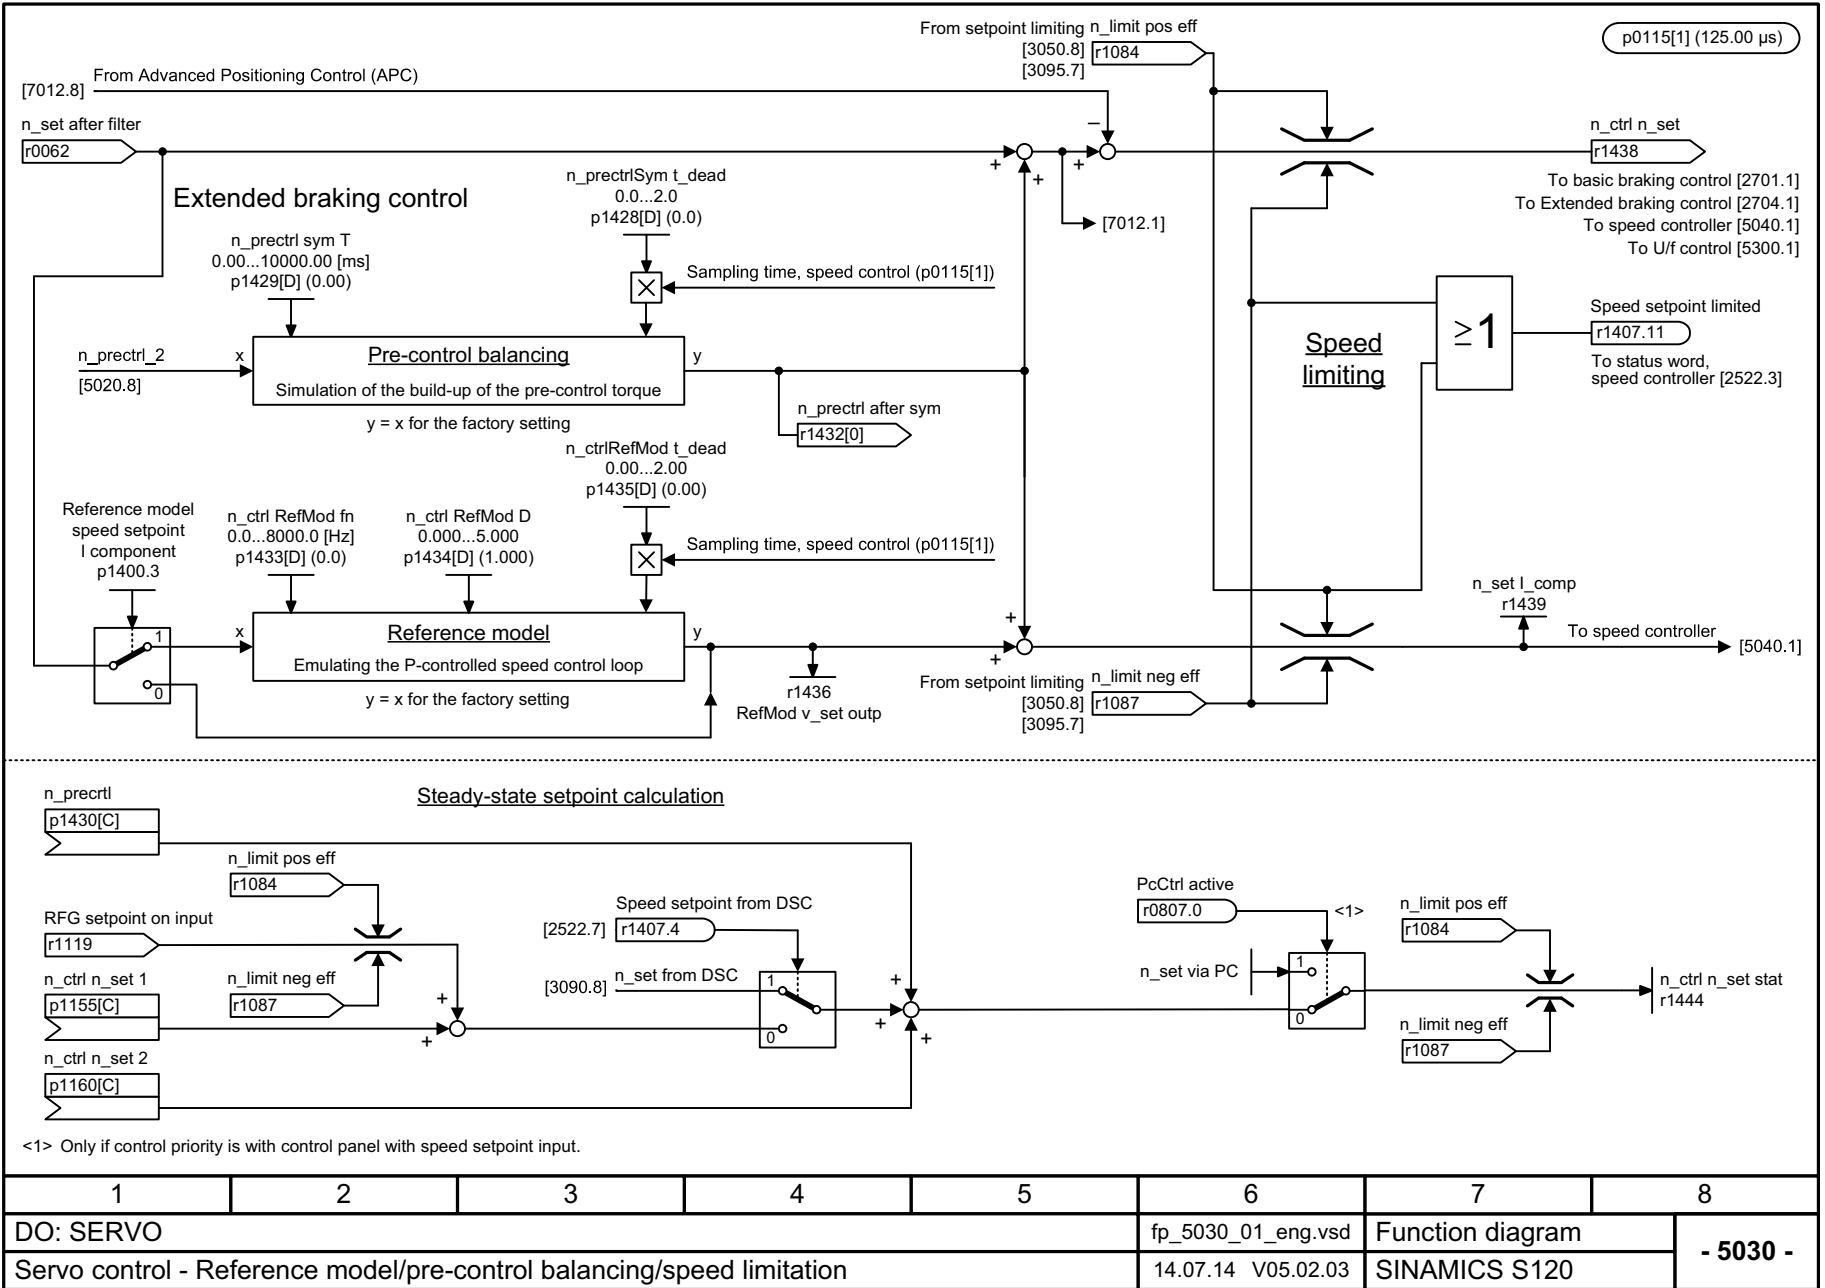 From setpoint limiting
[3050.8]
[3095.7]
n_limit pos eff
r1084
p0115[1] (125.00 µs)
From Advanced Positioning Control (APC)
[7012.8]
n_set after filter
r0062
–
+
+
+
[7012.1]
n_ctrl n_set
r1438
To basic braking control [2701.1]
To Extended braking control [2704.1]
To speed controller [5040.1]
To U/f control [5300.1]
Extended braking control
n_prectrlSym t_dead
0.0...2.0
p1428[D] (0.0)
n_prectrl sym T
0.00...10000.00 [ms]
p1429[D] (0.00)
Sampling time, speed control (p0115[1])
n_prectrl_2
[5020.8]
x
Pre-control balancing
Simulation of the build-up of the pre-control torque
y
y = x for the factory setting
n_prectrl after sym
r1432[0]
Speed
limiting
≥1
Speed setpoint limited
r1407.11
To status word,
speed controller [2522.3]
n_ctrlRefMod t_dead
0.00...2.00
p1435[D] (0.00)
Reference model
speed setpoint
I component
p1400.3
n_ctrl RefMod fn
0.0...8000.0 [Hz]
p1433[D] (0.0)
n_ctrl RefMod D
0.000...5.000
p1434[D] (1.000)
Sampling time, speed control (p0115[1])
1
0
x
Reference model
Emulating the P-controlled speed control loop
y
y = x for the factory setting
r1436
RefMod v_set outp
+
+
n_set I_comp
r1439
To speed controller
[5040.1]
From setpoint limiting
[3050.8]
[3095.7]
n_limit neg eff
r1087
Steady-state setpoint calculation
n_precrtl
p1430[C]
n_limit pos eff
r1084
RFG setpoint on input
r1119
n_limit neg eff
r1087
n_ctrl n_set 1
p1155[C]
+
+
n_ctrl n_set 2
p1160[C]
Speed setpoint from DSC
[2522.7]
r1407.4
[3090.8]
n_set from DSC
1
0
+
+
+
PcCtrl active
r0807.0
<1>
n_set via PC
1
0
n_limit pos eff
r1084
n_limit neg eff
r1087
n_ctrl n_set stat
r1444
<1> Only if control priority is with control panel with speed setpoint input.
1 2 3 4 5 6 7 8
DO: SERVO
fp_5030_01_eng.vsd
Function diagram
- 5030 -
Servo control - Reference model/pre-control balancing/speed limitation
14.07.14 V05.02.03
SINAMICS S120